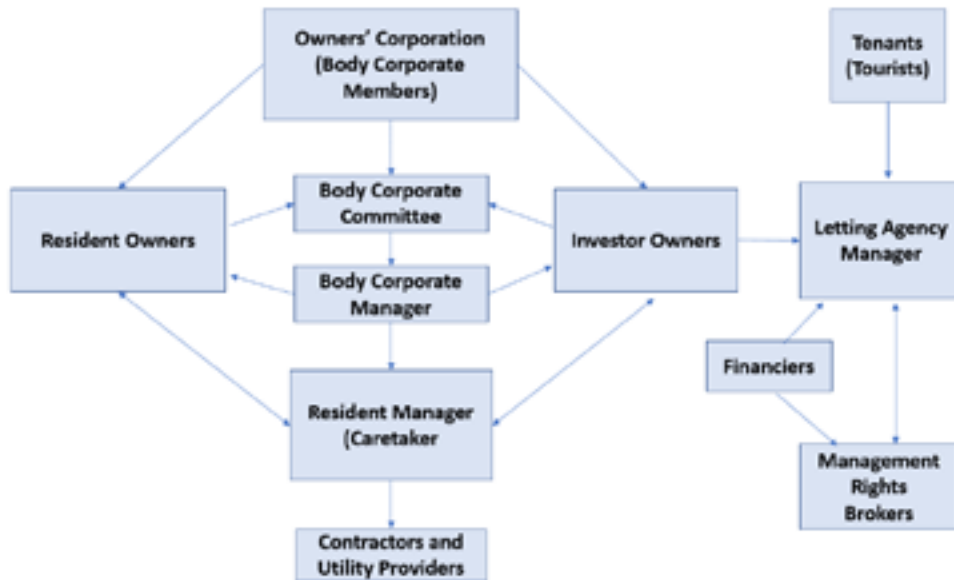 Owners' Corporation
(Body Corporate
Members)
Tenants
(Tourists)
Body Corporate
Committee
Resident Owners
Investor Owners
Letting Agency
Manager
Body Corporate
Manager
Financiers
Resident Manager
(Caretaker
Management
Rights
Brokers
Contractors and
Utility Providers